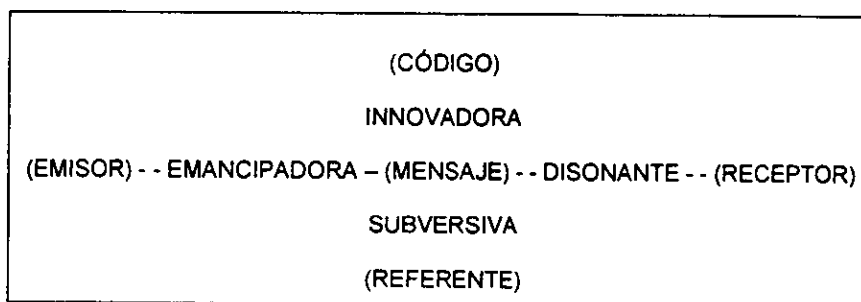 (CÓDIGO)
INNOVADORA
(EMISOR) - - EMANCIPADORA – (MENSAJE) - - DISONANTE - - (RECEPTOR)
SUBVERSIVA
(REFERENTE)